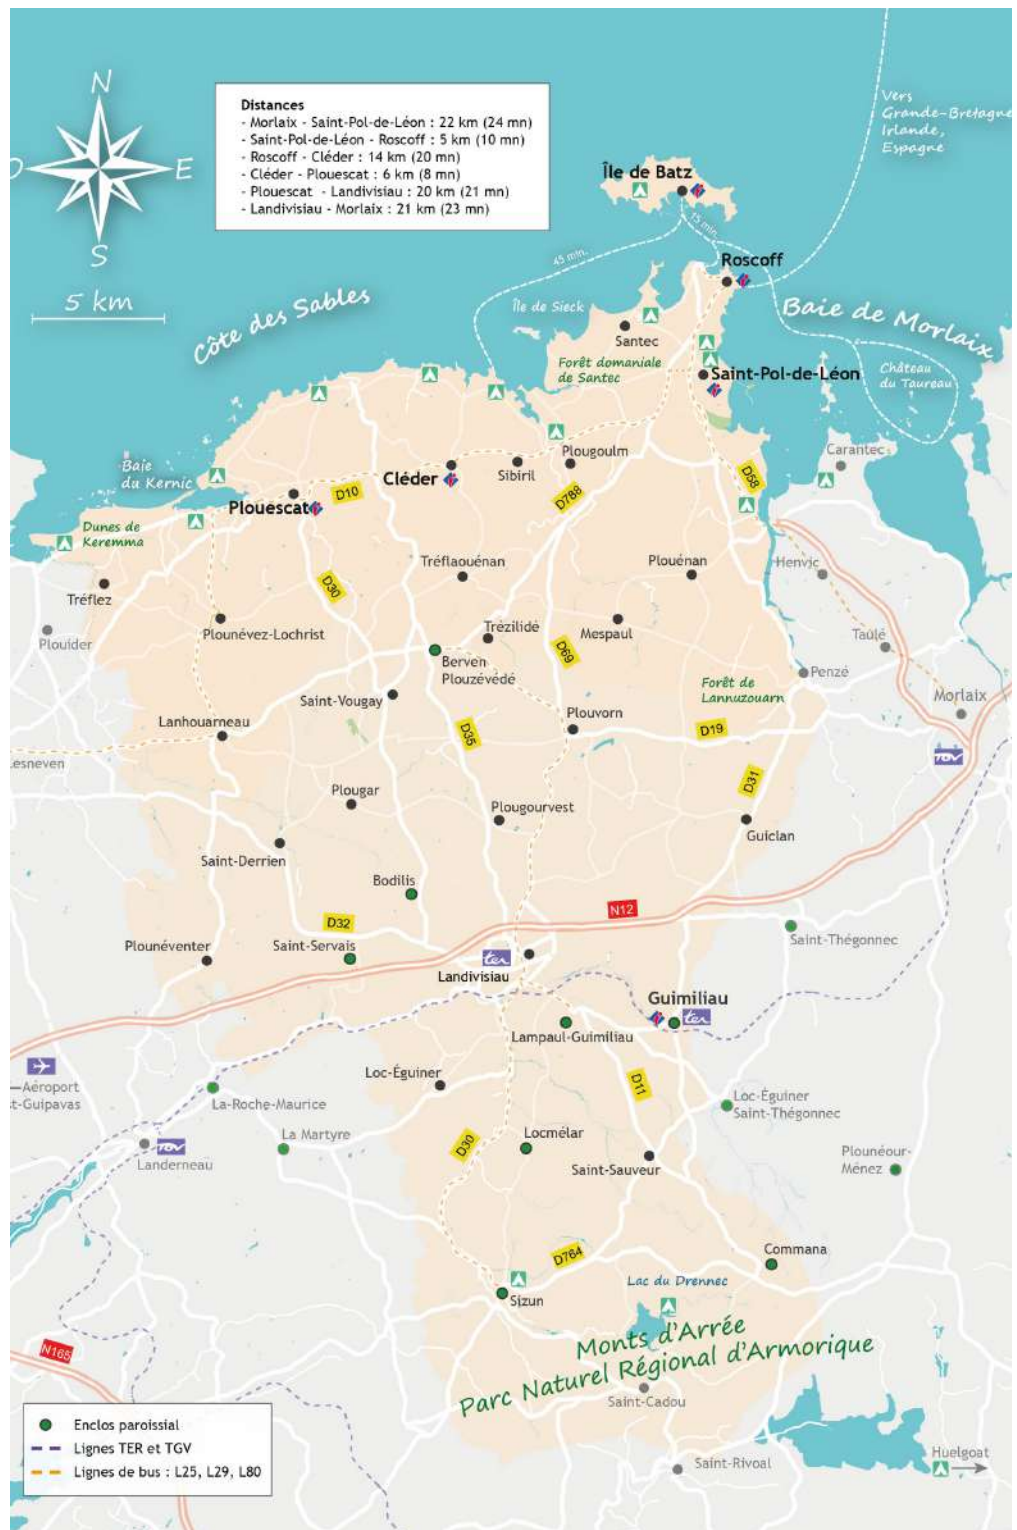 N
O
E
S
5 km
Distances
- Morlaix - Saint-Pol-de-Léon : 22 km (24 mn)
- Saint-Pol-de-Léon - Roscoff : 5 km (10 mn)
- Roscoff - Cléder : 14 km (20 mn)
- Cléder - Plouescat : 6 km (8 mn)
- Plouescat - Landivisiau : 20 km (21 mn)
- Landivisiau - Morlaix : 21 km (23 mn)
Vers
Grande-Bretagne
Irlande,
Espagne
Île de Batz
15 min.
45 min.
Roscoff
Côte des Sables
Île de Sieck
Baie de Morlaix
Santec
Forêt domaniale
de Santec
Saint-Pol-de-Léon
Château
du Taureau
Carantec
Baie
du Kernic
Cléder
Sibiril
Plougoulm
D58
Plouescat
D10
D788
Dunes de
Keremma
Tréflaouénan
Plouénan
Henvic
Tréflez
D30
Plouider
Plounévez-Lochrist
Trézilidé
Mespaul
Taulé
D69
Berven
Plouzévédé
Penzé
Forêt de
Lannuzouarn
Saint-Vougay
Morlaix
Lanhouarneau
Plouvorn
D35
D19
TGV
Lesneven
D31
Plougar
Plougourvest
Guiclan
Saint-Derrien
Bodilis
N12
D32
Plounéventer
Saint-Servais
Saint-Thégonnec
ter
Landivisiau
Guimiliau
ter
Lampaul-Guimiliau
Aéroport
st-Guipavas
Loc-Éguiner
D11
La-Roche-Maurice
Loc-Éguiner
Saint-Thégonnec
La Martyre
D30
Locmélar
TGV
Landerneau
Saint-Sauveur
Plounéour-
Ménez
D764
Commana
Lac du Drennec
Sizun
Monts d'Arrée
Parc Naturel Régional d'Armorique
N165
Saint-Cadou
Enclos paroissial
Lignes TER et TGV
Lignes de bus : L25, L29, L80
Saint-Rivoal
Huelgoat